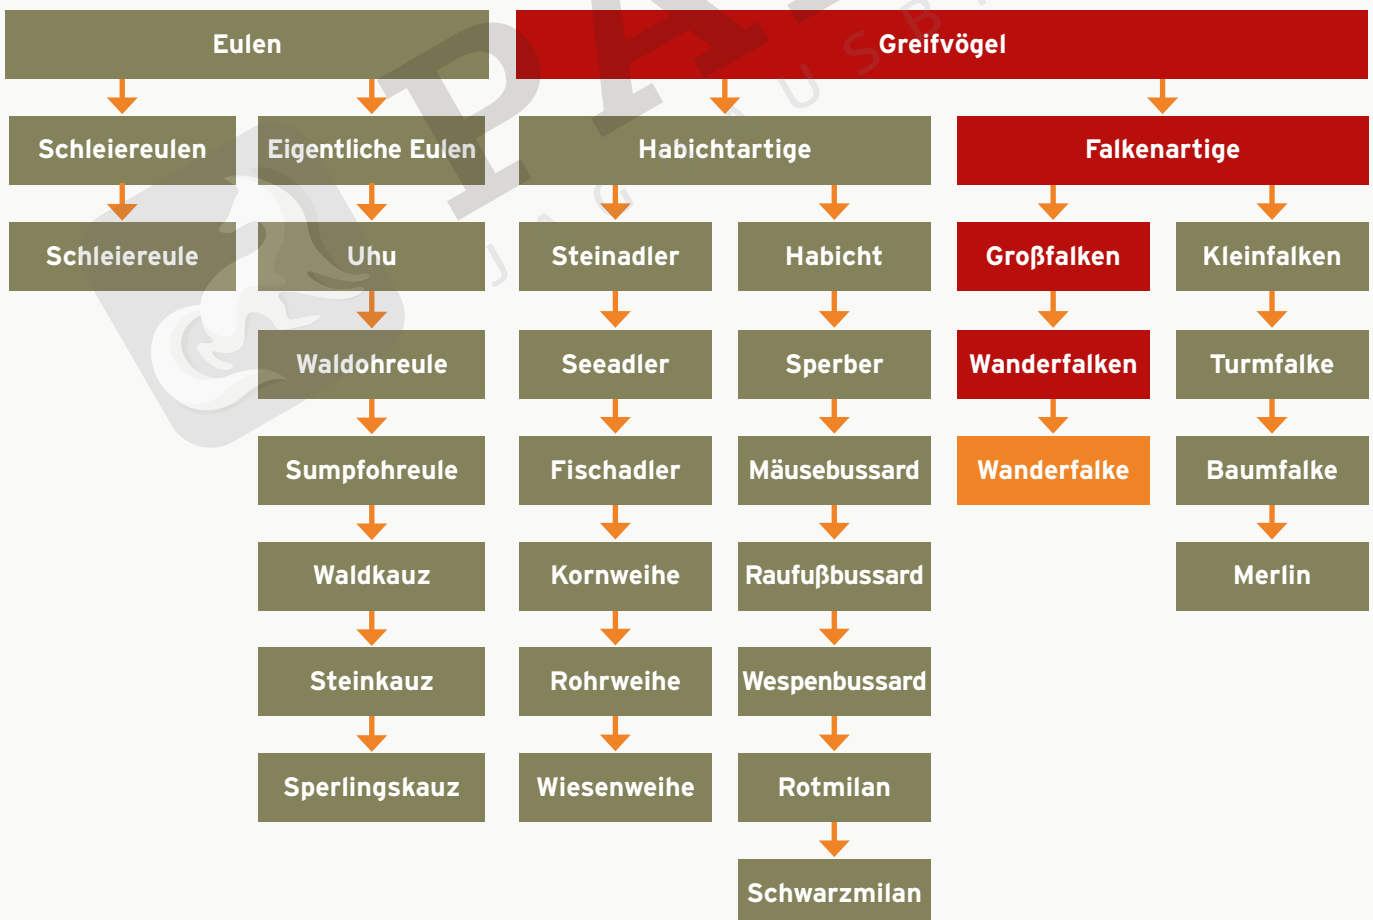 Eulen
Greifvögel
Schleiereulen
Eigentliche Eulen
Habichtartige
Falkenartige
Schleiereule
Uhu
Steinadler
Habicht
Großfalken
Kleinfalken
Waldohreule
Seeadler
Sperber
Wanderfalken
Turmfalke
Sumpfohreule
Fischadler
Mäusebussard
Wanderfalke
Baumfalke
Waldkauz
Kornweihe
Raufußbussard
Merlin
Steinkauz
Rohrweihe
Wespenbussard
Sperlingskauz
Wiesenweihe
Rotmilan
Schwarzmilan